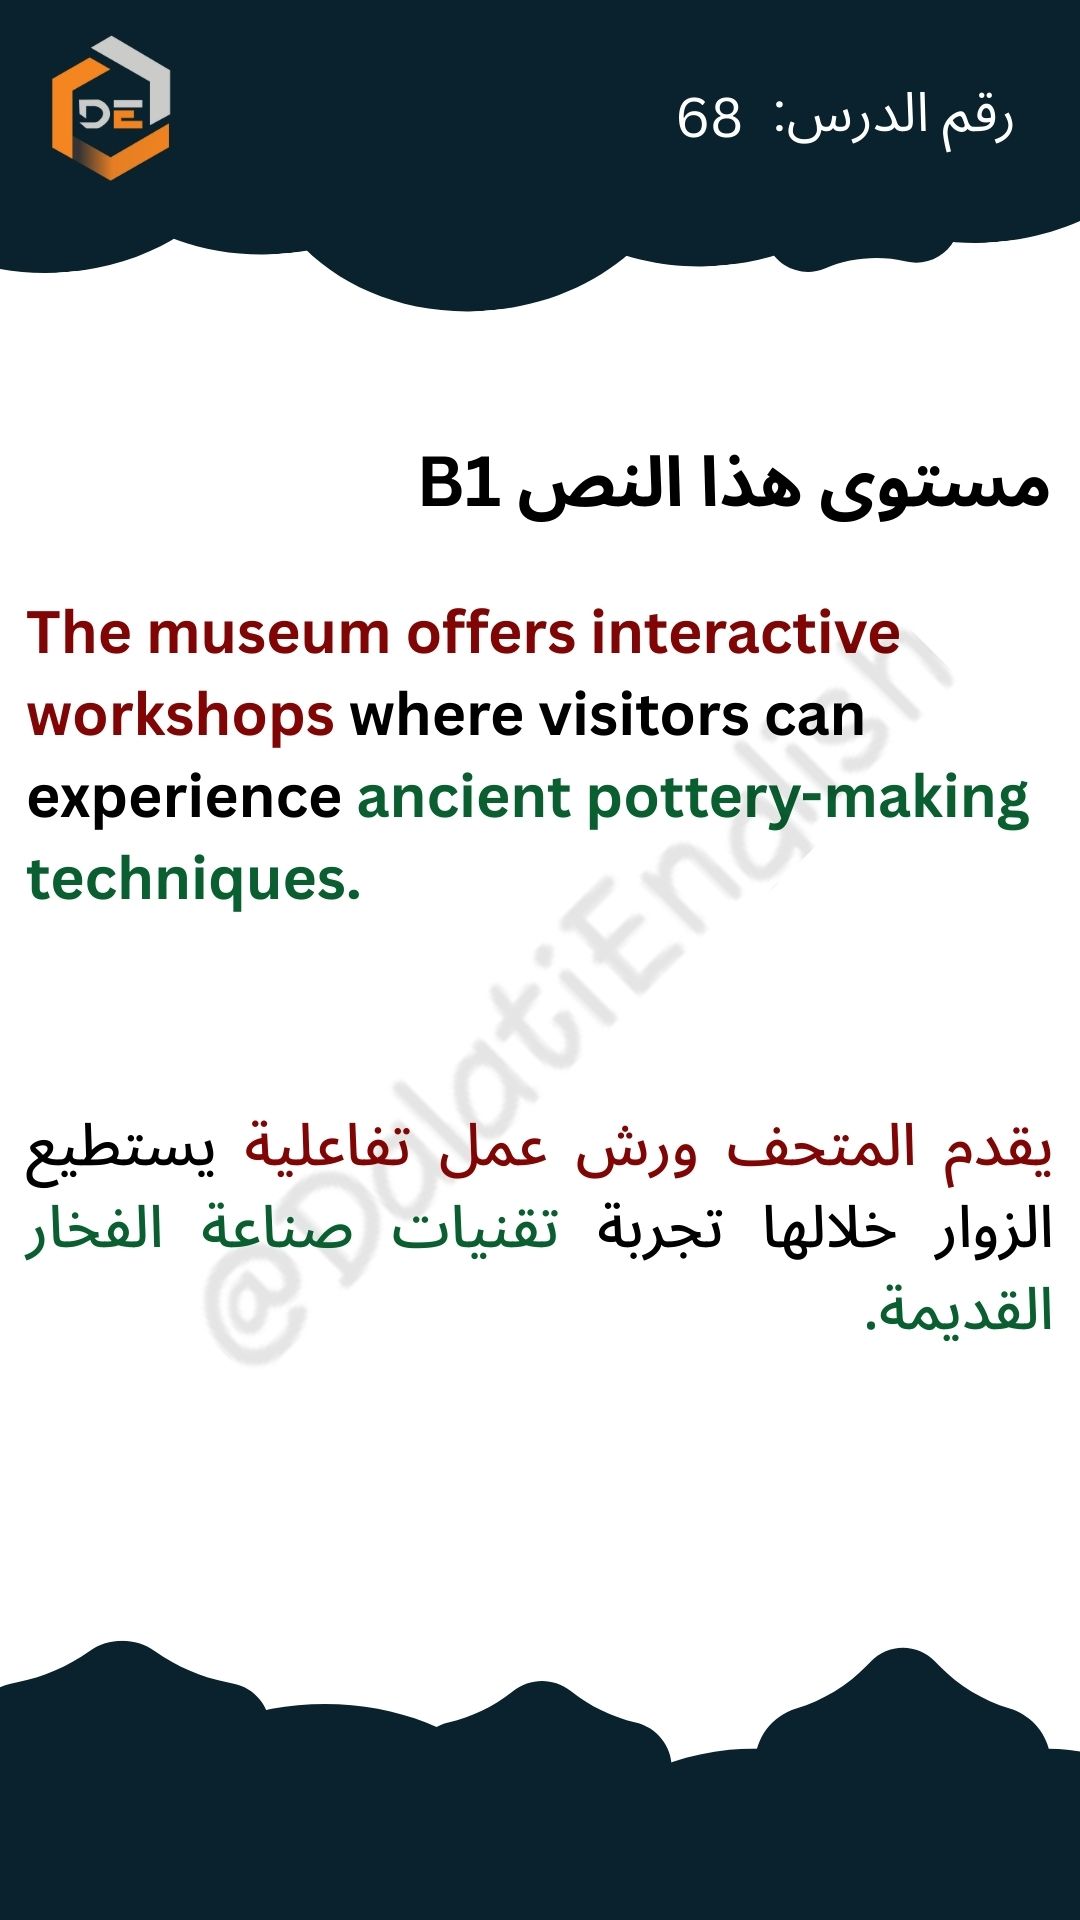 DE
رقم الدرس: 68
مستوى هذا النص B1
The museum offers interactive
workshops where visitors can
experience ancient pottery-making
techniques.
يقدم المتحف ورش عمل تفاعلية يستطيع
الزوار خلالها تجربة تقنيات صناعة الفخار
القديمة.
@DalatiEnglish